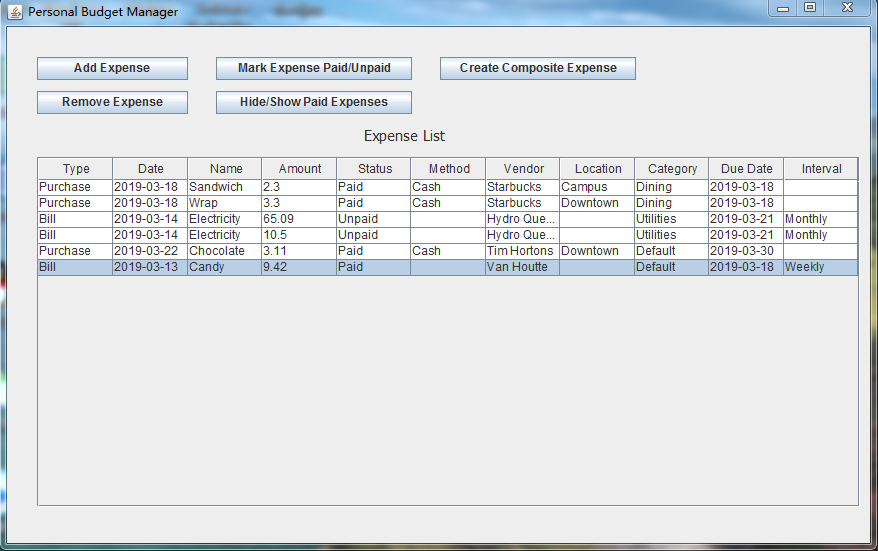 Personal Budget Manager
Add Expense Mark Expense Paid/Unpaid Create Composite Expense
Remove Expense Hide/Show Paid Expenses
Expense List
Type Date Name Amount Status Method Vendor Location Category Due Date Interval
Purchase 2019-03-18 Sandwich 2.3 Paid Cash Starbucks Campus Dining 2019-03-18
Purchase 2019-03-18 Wrap 3.3 Paid Cash Starbucks Downtown Dining 2019-03-18
Bill 2019-03-14 Electricity 65.09 Unpaid Hydro Que... Utilities 2019-03-21 Monthly
Bill 2019-03-14 Electricity 10.5 Unpaid Hydro Que... Utilities 2019-03-21 Monthly
Purchase 2019-03-22 Chocolate 3.11 Paid Cash Tim Hortons Downtown Default 2019-03-30
Bill 2019-03-13 Candy 9.42 Paid Van Houtte Default 2019-03-18 Weekly